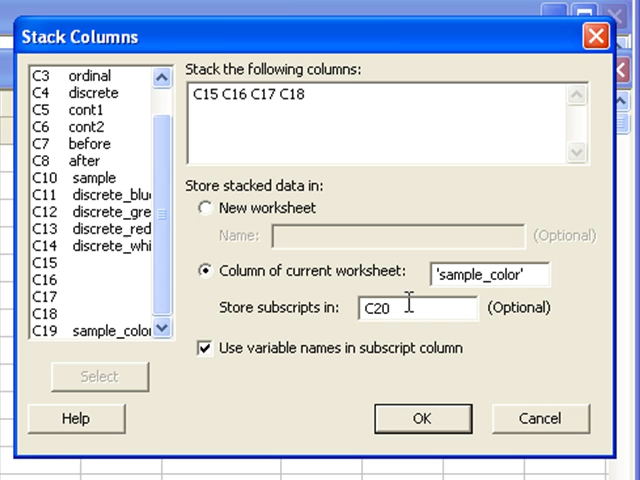 Stack Columns
C3 ordinal
C4 discrete
C5 cont1
C6 cont2
C7 before
C8 after
C10 sample
C11 discrete_blu
C12 discrete_gre
C13 discrete_red
C14 discrete_whi
C15
C16
C17
C18
C19 sample_colo
Select
Help
Stack the following columns:
C15 C16 C17 C18
Store stacked data in:
New worksheet
Name: (Optional)
Column of current worksheet: 'sample_color'
Store subscripts in: C20 (Optional)
Use variable names in subscript column
OK Cancel